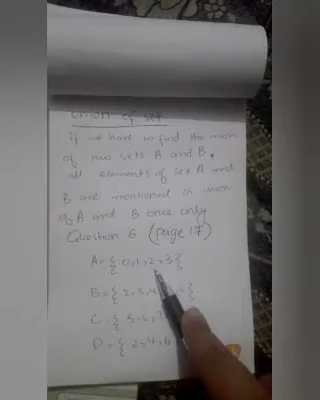 Union of set
If we have to find the union
of two sets A and B,
all elements of set A and
B are mentioned in union
of A and B once only
Question 6 (page 17)
A = { 0, 1, 2, 3 }
B = { 2, 3, 4
C = { 5, 6, 7
D = { 2, 4, 6